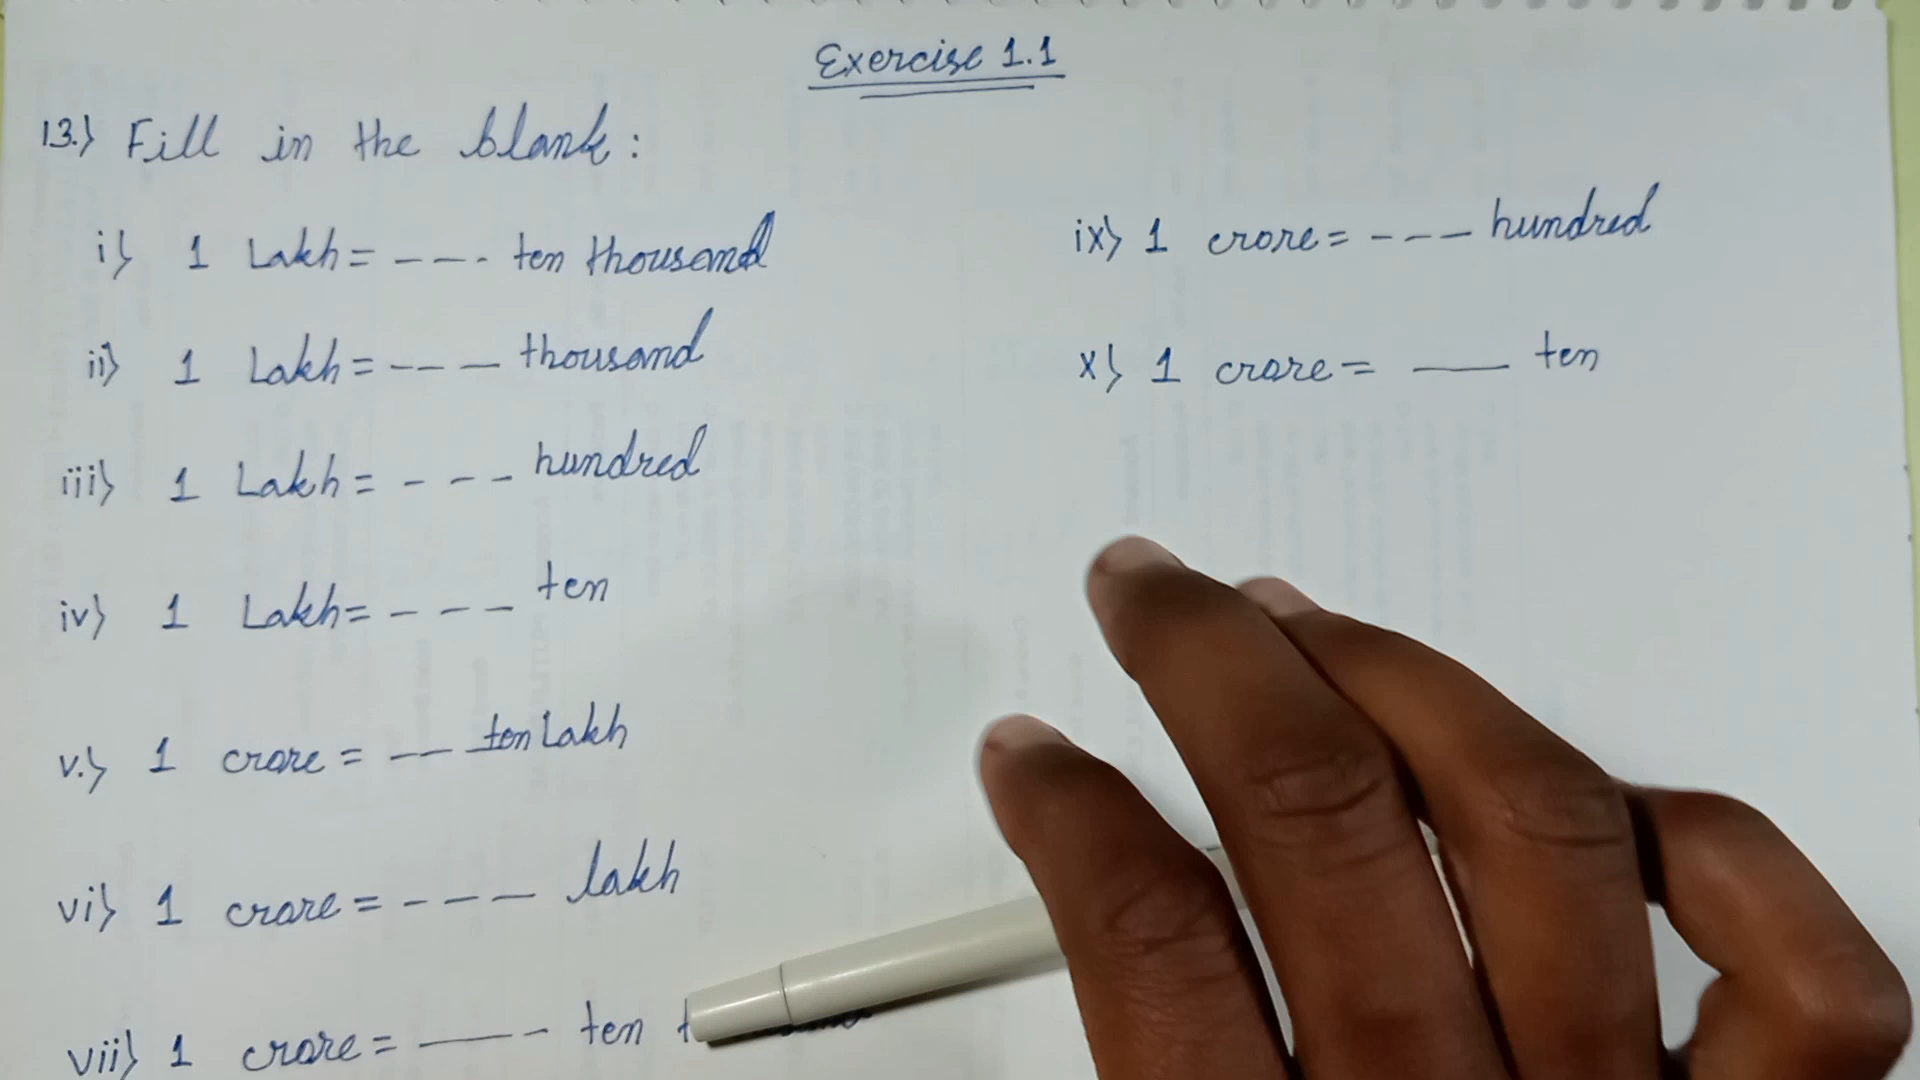 Exercise 1.1
13.) Fill in the blank:
i) 1 Lakh = --- ten thousand
ii) 1 Lakh = --- thousand
iii) 1 Lakh = --- hundred
iv) 1 Lakh = --- ten
v.) 1 crore = --- ten Lakh
vi) 1 crore = --- lakh
vii) 1 crore = --- ten
ix) 1 crore = --- hundred
x) 1 crore = ___ ten